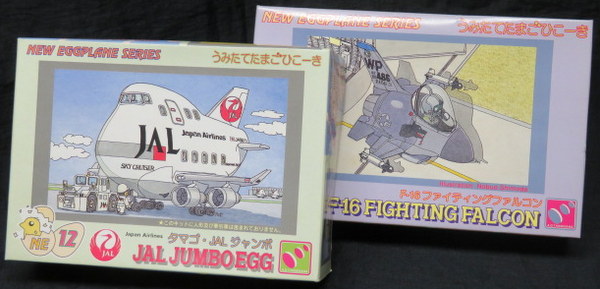 NEW EGGPLANE SERIES
うみたてたまごひこーき
JAL
Japan Airlines
SKY CRUISER
NE
12
JAL
Japan Airlines
タマゴ・JAL ジャンボ
JAL JUMBO EGG
NEW EGGPLANE SERIES
うみたてたまごひこーき
WP
F-16 ファイティングファルコン
F-16 FIGHTING FALCON